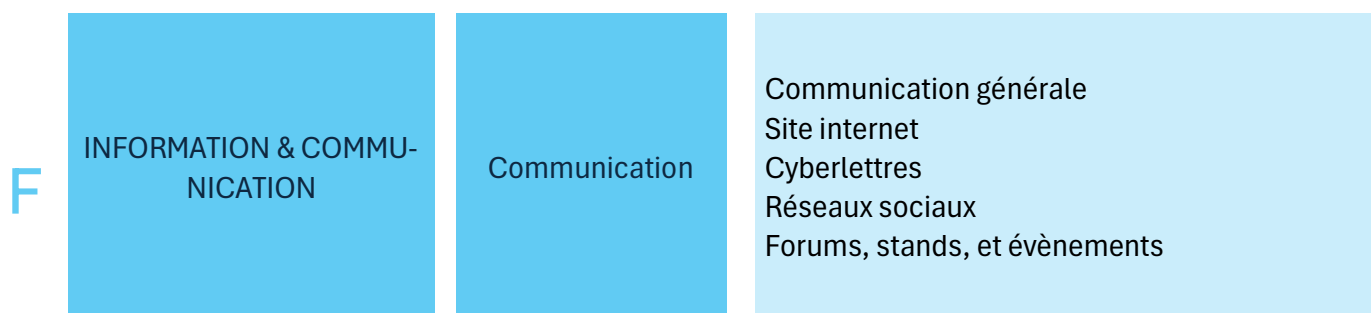 F
INFORMATION & COMMU-
NICATION
Communication
Communication générale
Site internet
Cyberlettres
Réseaux sociaux
Forums, stands, et évènements